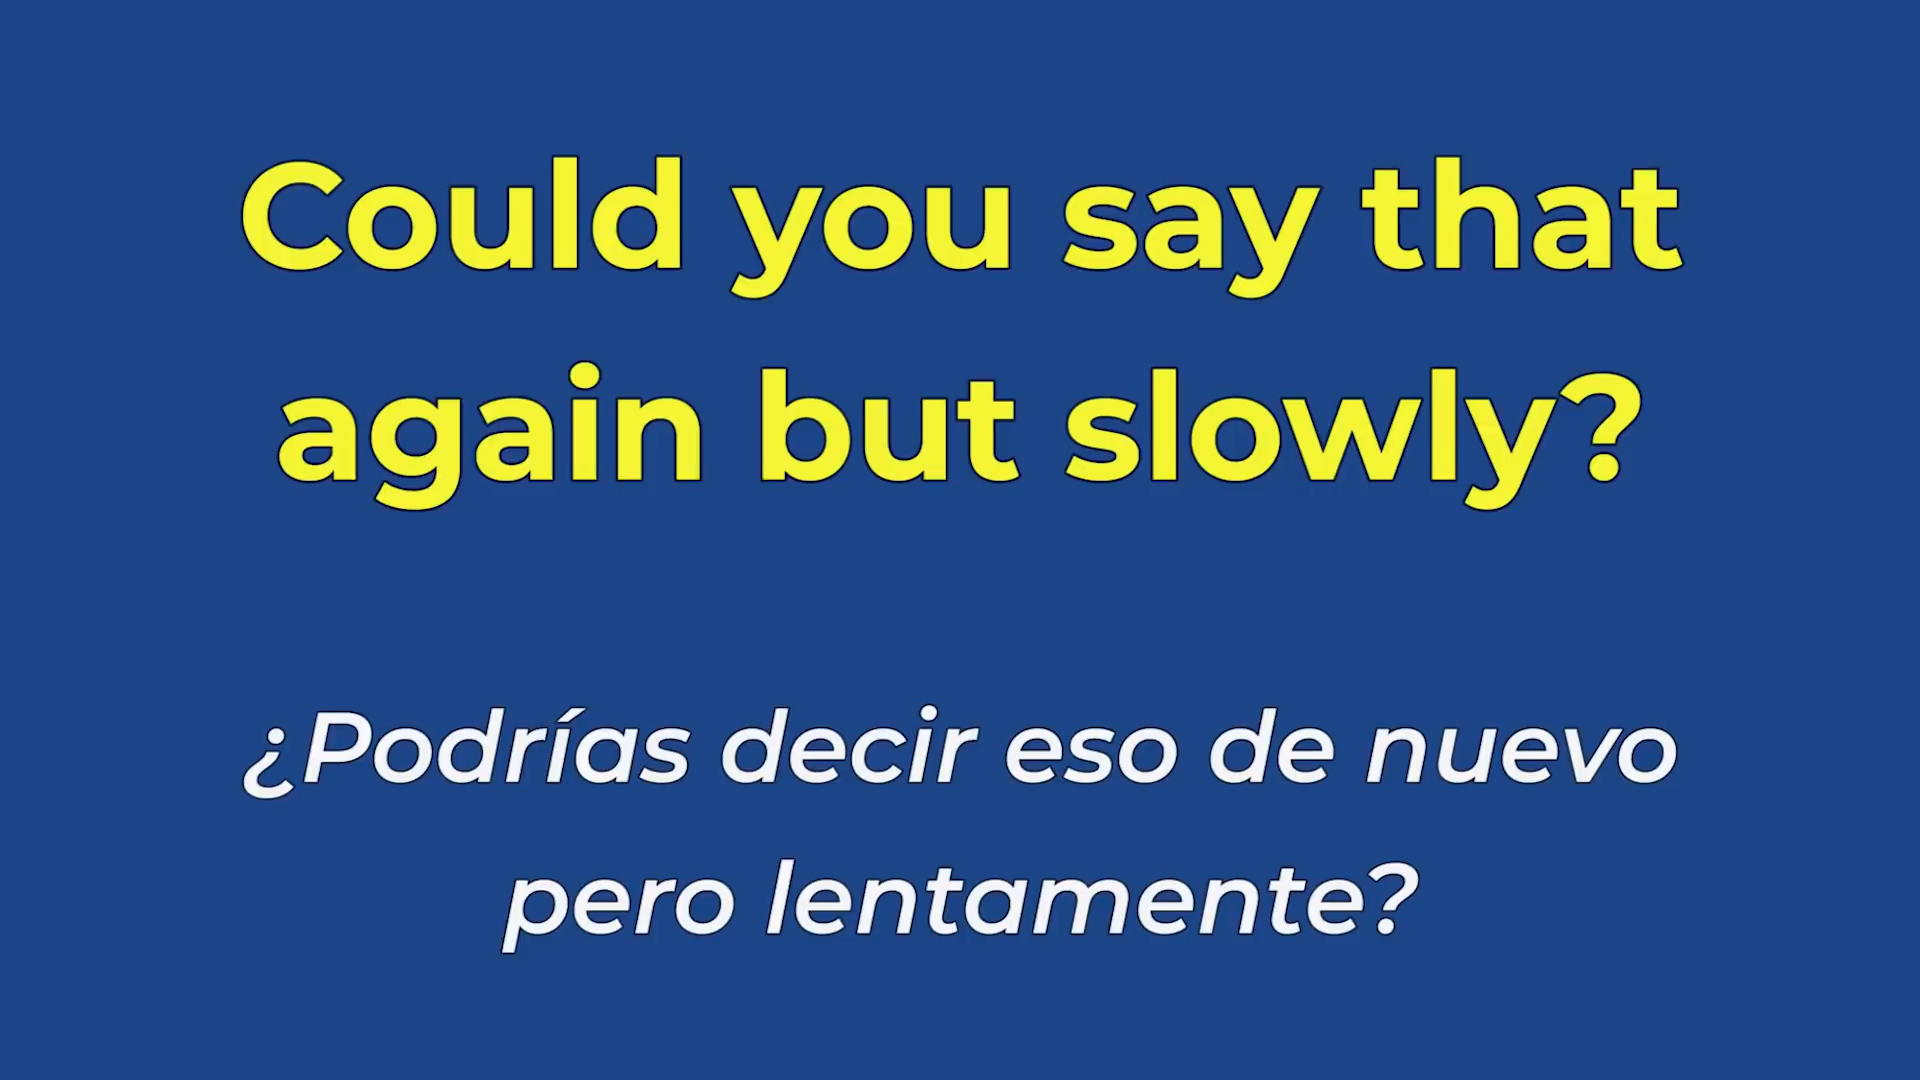 Could you say that
again but slowly?
¿Podrías decir eso de nuevo
pero lentamente?